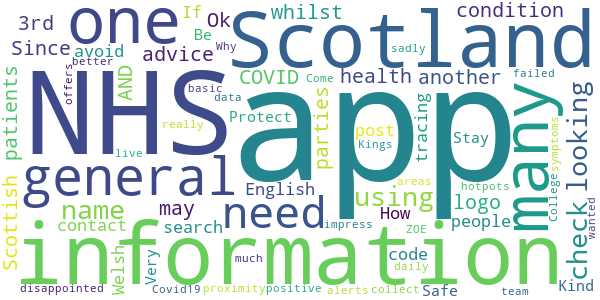 3rd
one
If
Ok
whilst
Scotland
condition
Since
avoid
Be
Why
advice
sadly
Come
better
failed
offers
AND
COVID
health
another
basic
data
patients
NHS
app
many
looking
check
Protect
parties
post
Kings
tracing
Stay
really
live
general
English
using
symptoms
College
areas
hotpots
wanted
Scottish
name
may
need
How
logo
contact
search
impress
code
people
ZOE
information
Welsh
Very
much
daily
disappointed
Covid19
proximity
positive
alerts
collect
Safe
team
Kind